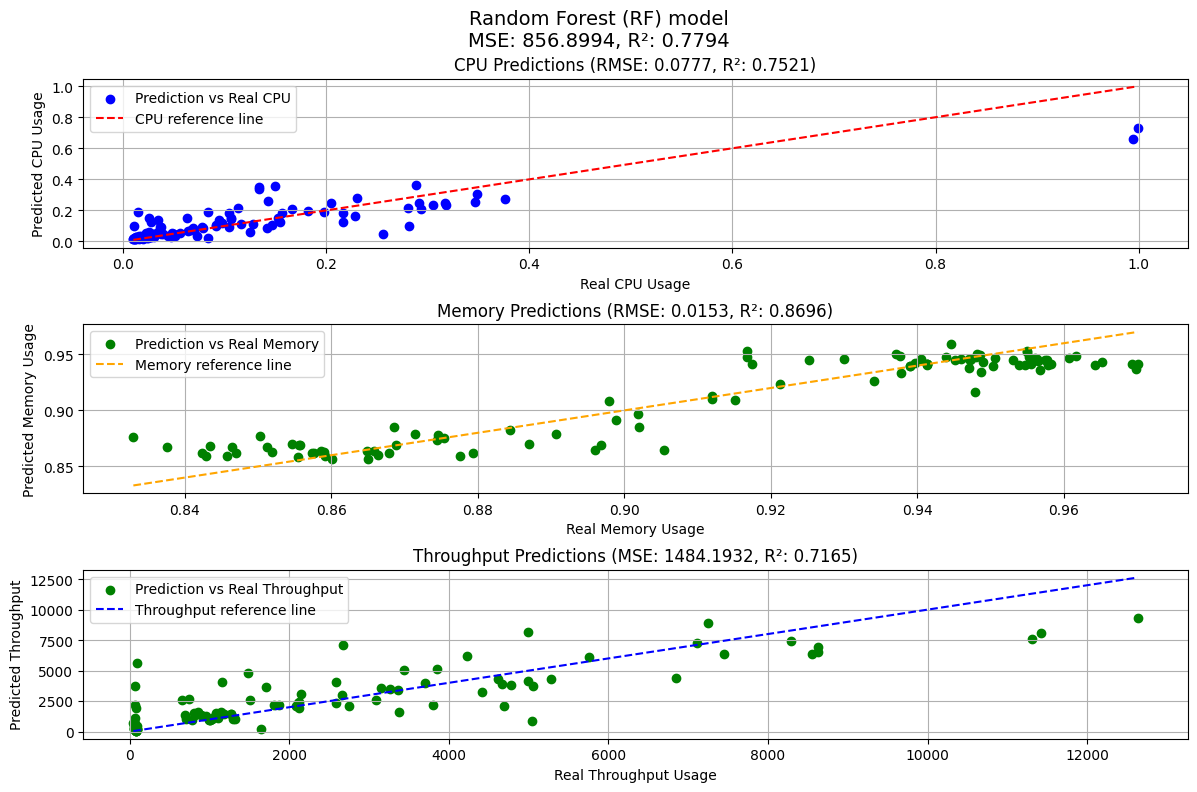 Random Forest (RF) model
MSE: 856.8994, R²: 0.7794
CPU Predictions (RMSE: 0.0777, R²: 0.7521)
Predicted CPU Usage
1.0
0.8
0.6
0.4
0.2
0.0
Prediction vs Real CPU
CPU reference line
0.0 0.2 0.4 0.6 0.8 1.0
Real CPU Usage
Memory Predictions (RMSE: 0.0153, R²: 0.8696)
Predicted Memory Usage
0.95
0.90
0.85
Prediction vs Real Memory
Memory reference line
0.84 0.86 0.88 0.90 0.92 0.94 0.96
Real Memory Usage
Throughput Predictions (MSE: 1484.1932, R²: 0.7165)
Predicted Throughput
12500
10000
7500
5000
2500
0
Prediction vs Real Throughput
Throughput reference line
0 2000 4000 6000 8000 10000 12000
Real Throughput Usage